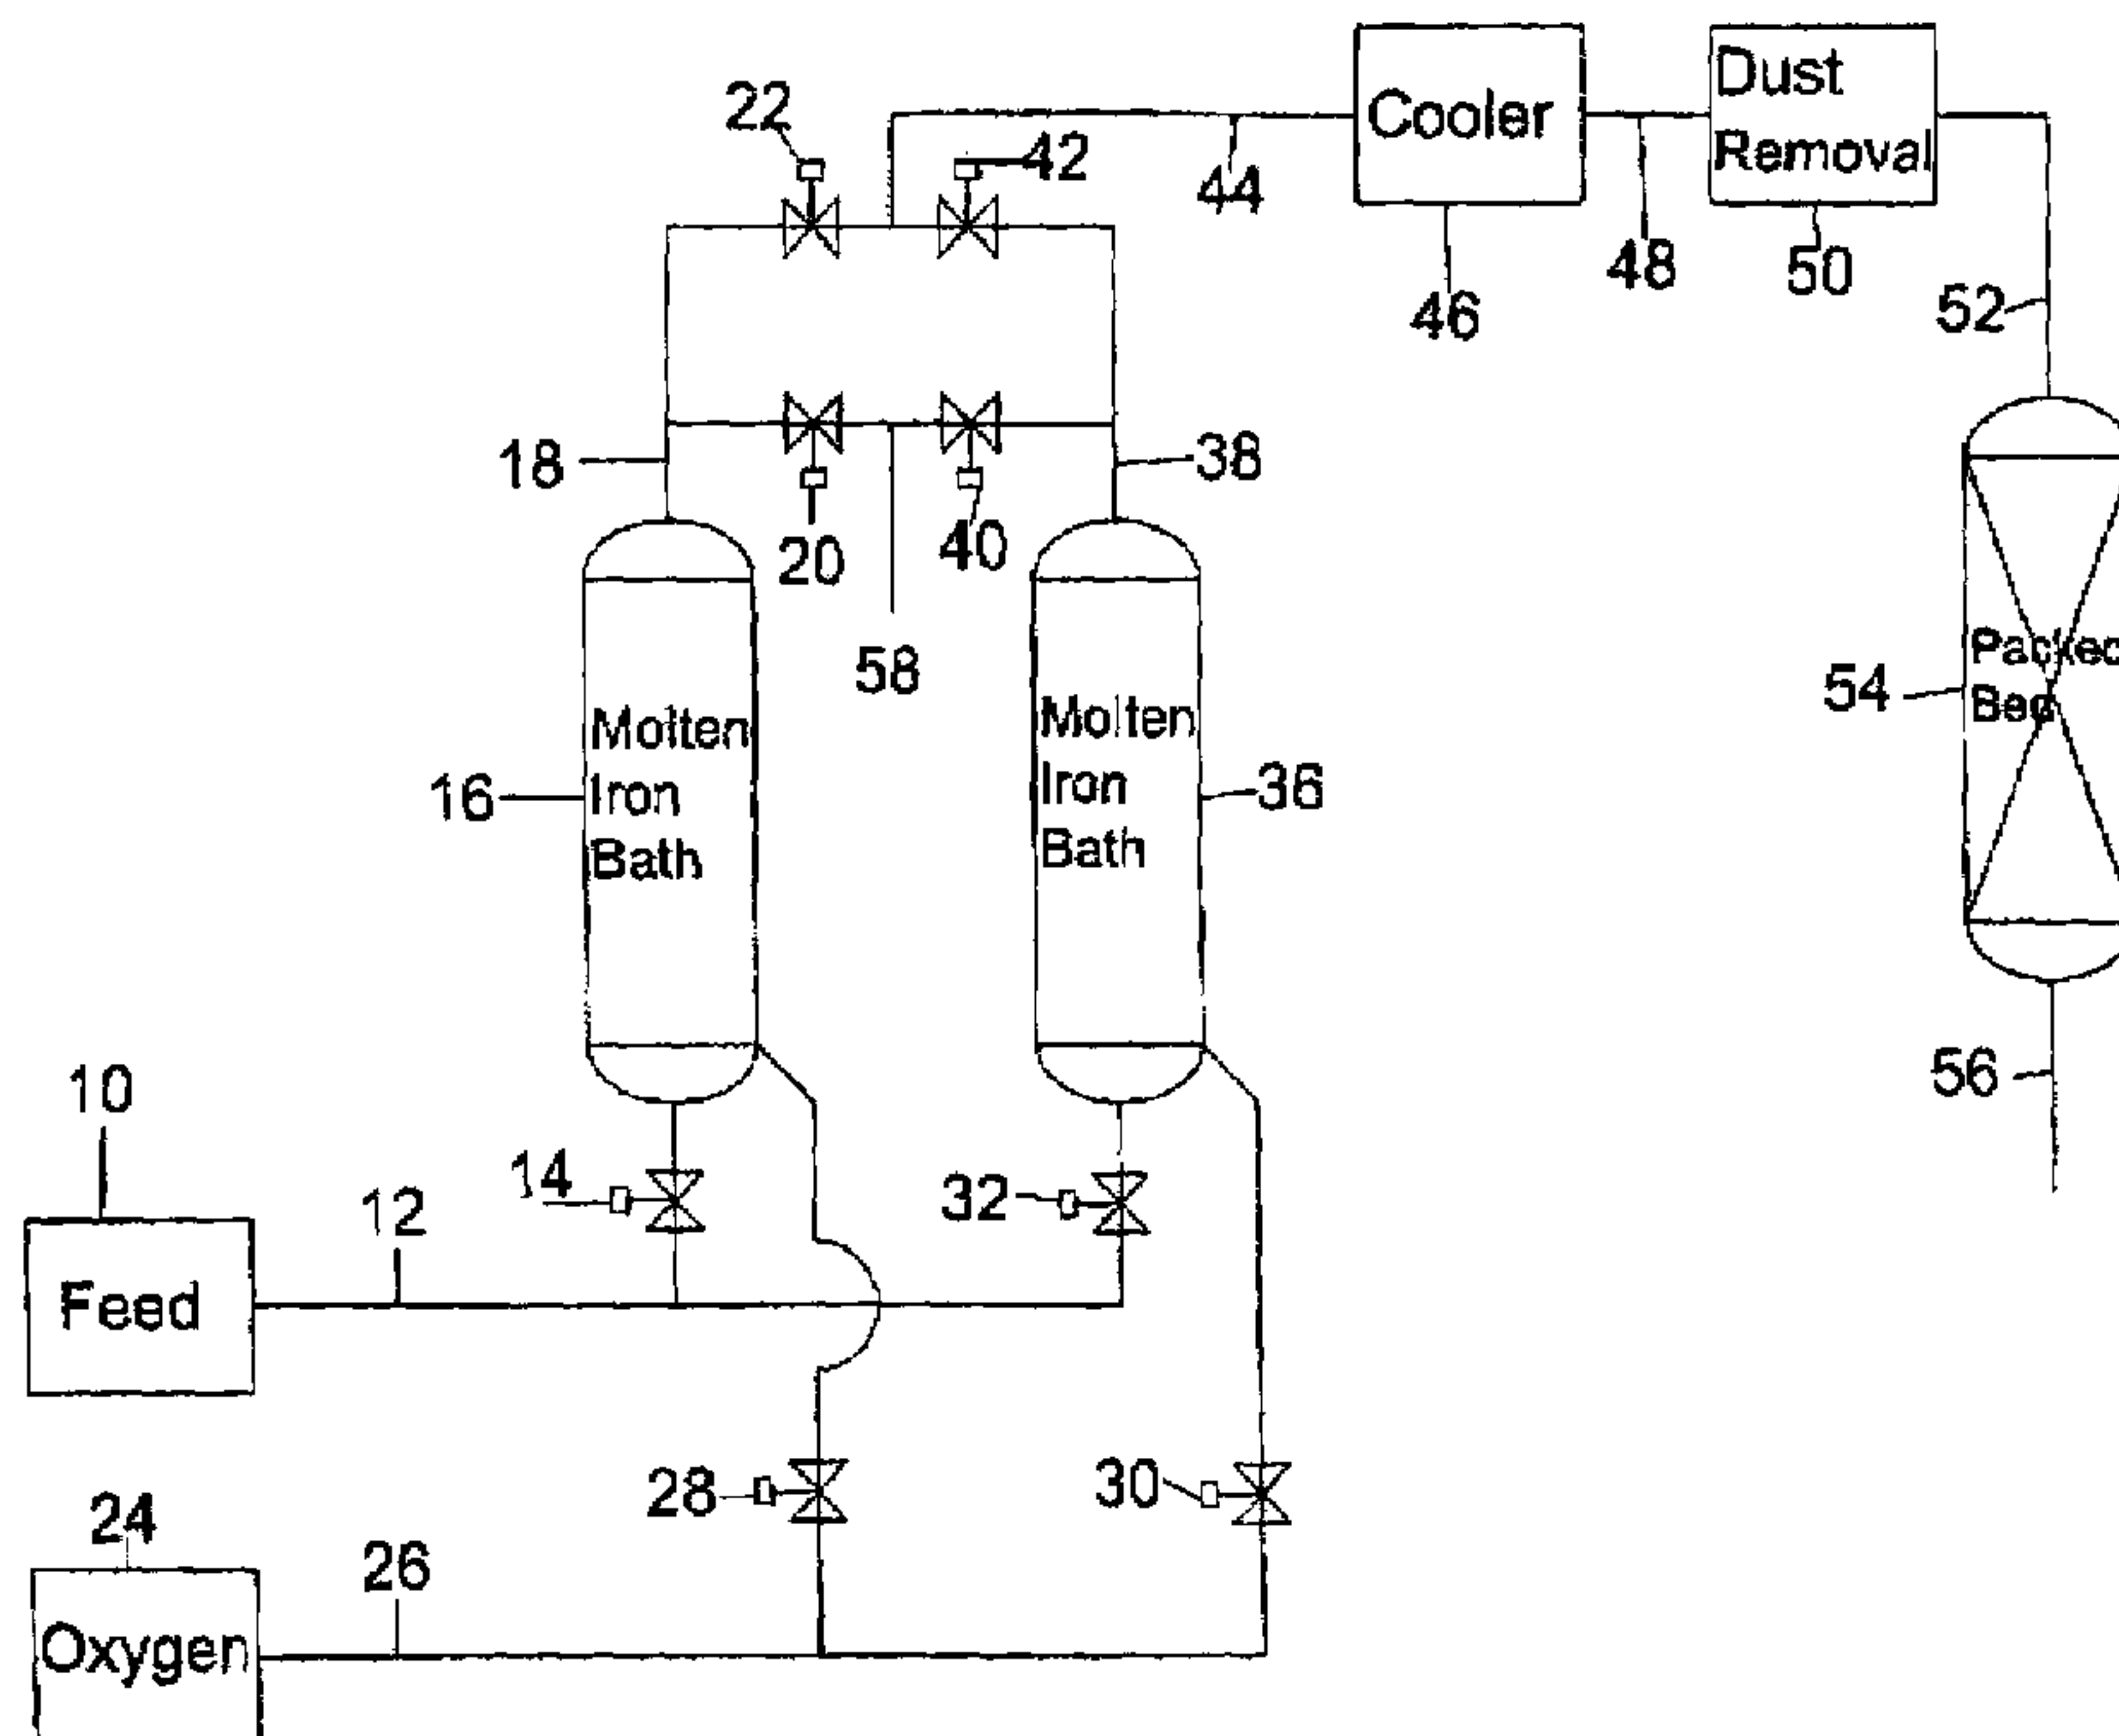 22
42
44
Cooler
46
48
Dust
Removal
50
52
18
20
40
38
58
16
Molten
Iron
Bath
Molten
Iron
Bath
36
54
Packed
Bed
56
10
12
14
32
Feed
28
30
24
26
Oxygen